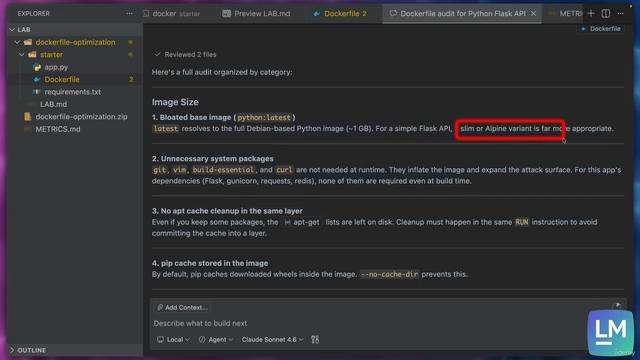 EXPLORER
docker starter
Preview LAB.md
Dockerfile 2
Dockerfile audit for Python Flask API
METRI
Dockerfile
LAB
dockerfile-optimization
starter
app.py
Dockerfile 2
requirements.txt
LAB.md
dockerfile-optimization.zip
METRICS.md
OUTLINE
Reviewed 2 files
Here's a full audit organized by category:
Image Size
1. Bloated base image (python:latest)
latest resolves to the full Debian-based Python image (~1 GB). For a simple Flask API, slim or Alpine variant is far more appropriate.
2. Unnecessary system packages
git, vim, build-essential, and curl are not needed at runtime. They inflate the image and expand the attack surface. For this app's
dependencies (Flask, gunicorn, requests, redis), none of them are required even at build time.
3. No apt cache cleanup in the same layer
Even if you keep some packages, the apt-get lists are left on disk. Cleanup must happen in the same RUN instruction to avoid
committing the cache into a layer.
4. pip cache stored in the image
By default, pip caches downloaded wheels inside the image. --no-cache-dir prevents this.
Add Context...
Describe what to build next
Local
Agent
Claude Sonnet 4.6
LM